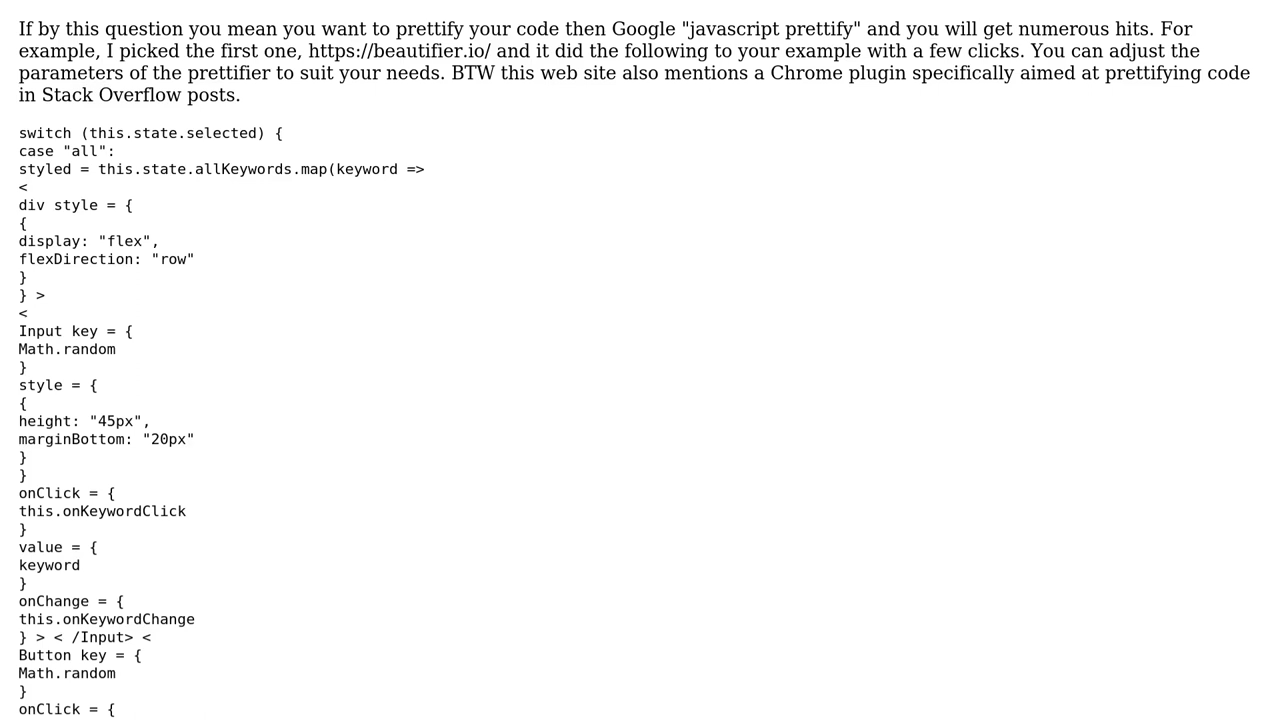 If by this question you mean you want to prettify your code then Google "javascript prettify" and you will get numerous hits. For
example, I picked the first one, https://beautifier.io/ and it did the following to your example with a few clicks. You can adjust the
parameters of the prettifier to suit your needs. BTW this web site also mentions a Chrome plugin specifically aimed at prettifying code
in Stack Overflow posts.
switch (this.state.selected) {
case "all":
styled = this.state.allKeywords.map(keyword =>
<
div style = {
{
display: "flex",
flexDirection: "row"
}
} >
<
Input key = {
Math.random
}
style = {
{
height: "45px",
marginBottom: "20px"
}
}
onClick = {
this.onKeywordClick
}
value = {
keyword
}
onChange = {
this.onKeywordChange
} > < /Input> <
Button key = {
Math.random
}
onClick = {